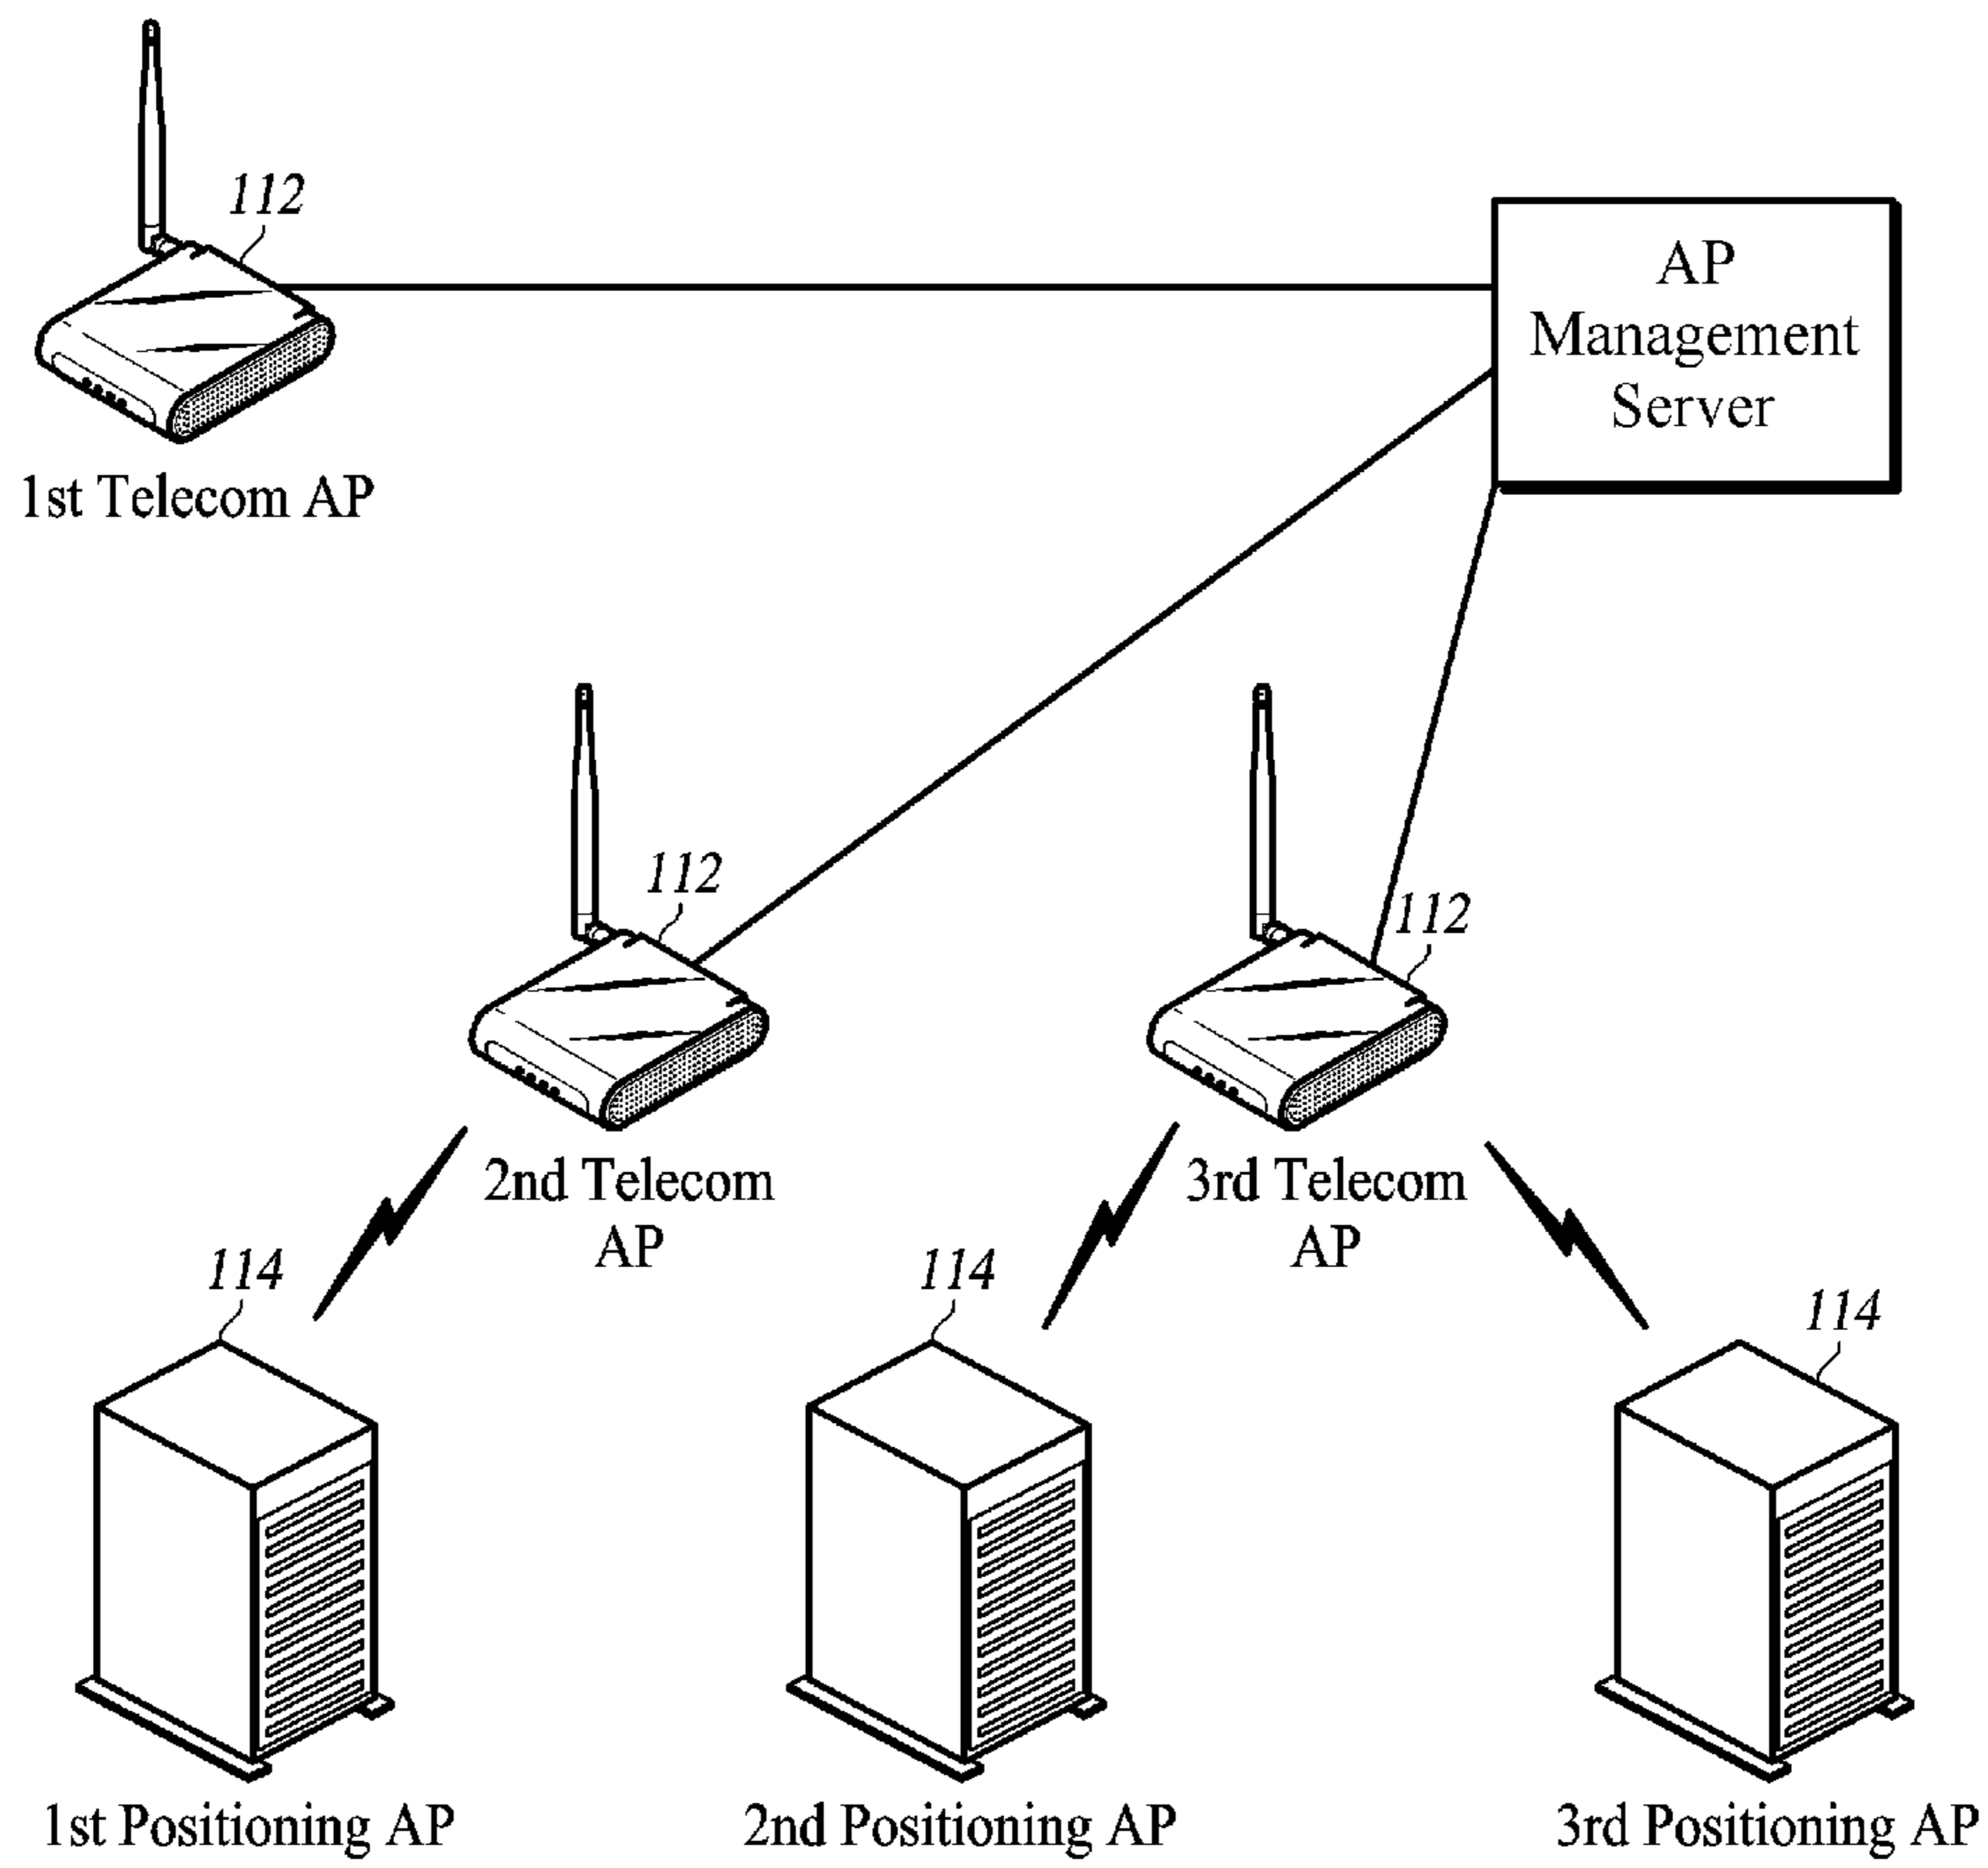 112
AP
Management
Server
1st Telecom AP
112
112
2nd Telecom
AP
3rd Telecom
AP
114
114
114
1st Positioning AP
2nd Positioning AP
3rd Positioning AP